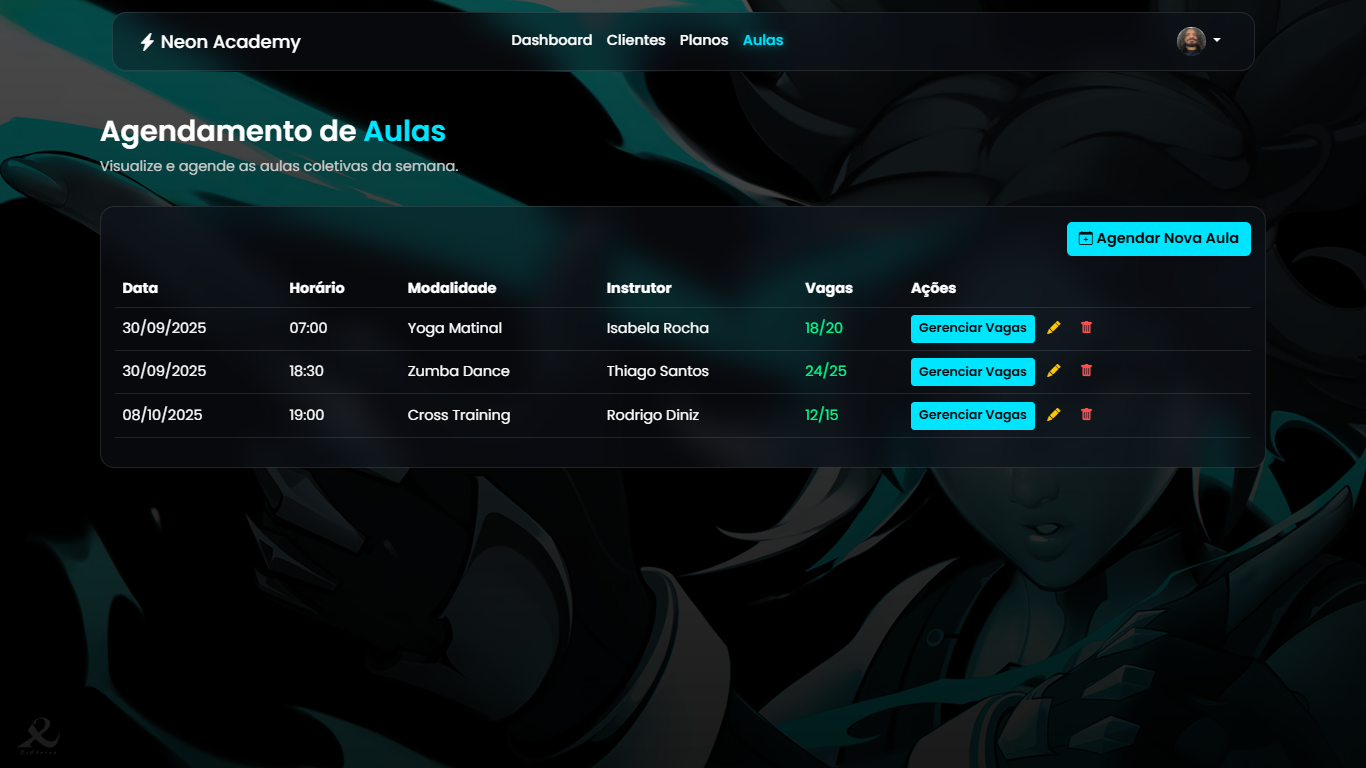 Neon Academy
Dashboard Clientes Planos Aulas
Agendamento de Aulas
Visualize e agende as aulas coletivas da semana.
Agendar Nova Aula
Data Horário Modalidade Instrutor Vagas Ações
30/09/2025 07:00 Yoga Matinal Isabela Rocha 18/20 Gerenciar Vagas
30/09/2025 18:30 Zumba Dance Thiago Santos 24/25 Gerenciar Vagas
08/10/2025 19:00 Cross Training Rodrigo Diniz 12/15 Gerenciar Vagas